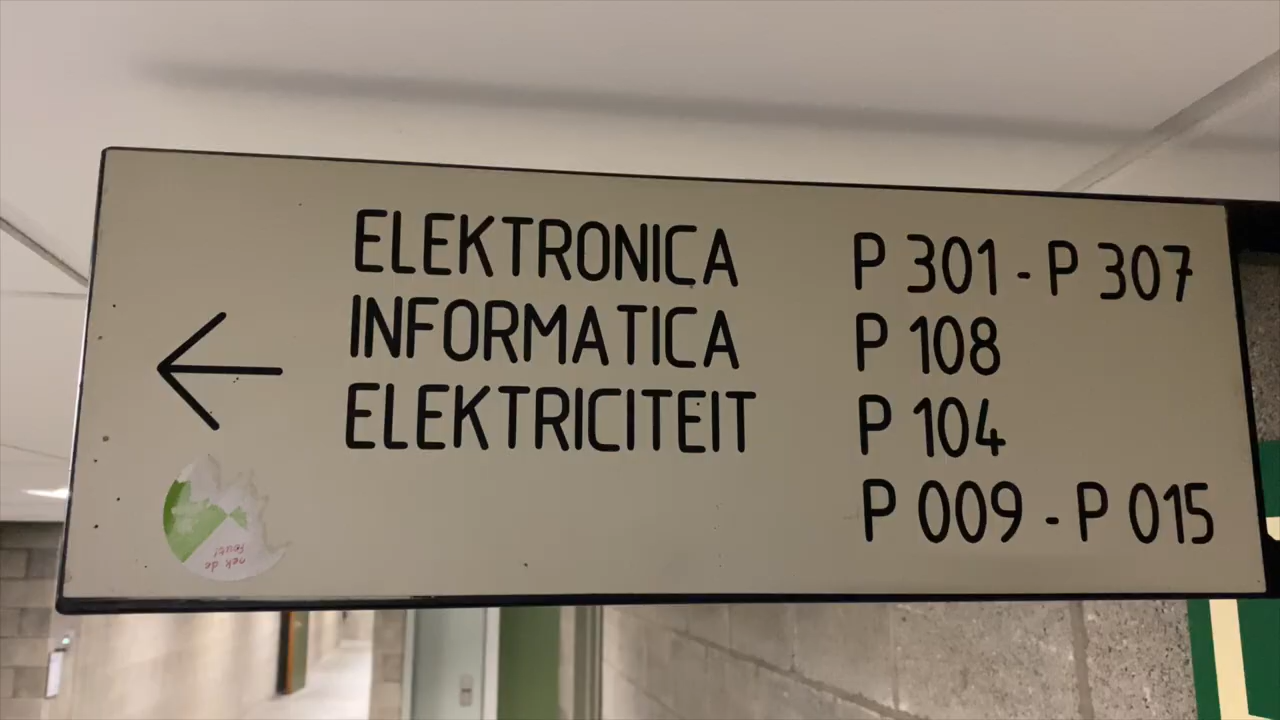 ELEKTRONICA P 301 - P 307
INFORMATICA P 108
ELEKTRICITEIT P 104
P 009 - P 015